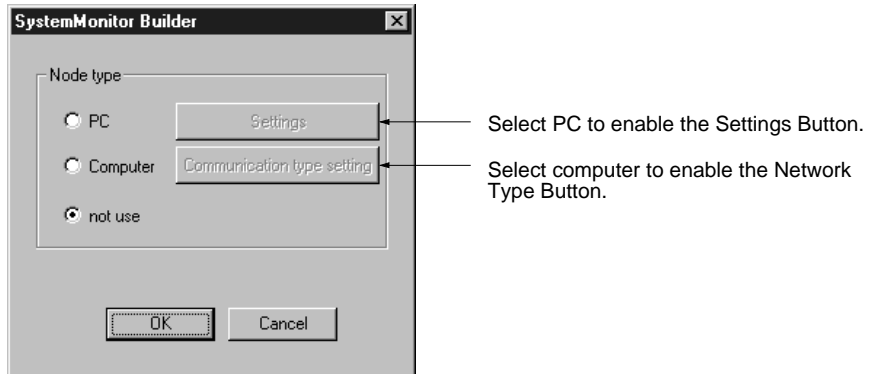 SystemMonitor Builder
Node type
PC Settings
Select PC to enable the Settings Button.
Computer Communication type setting
Select computer to enable the Network
Type Button.
not use
OK Cancel